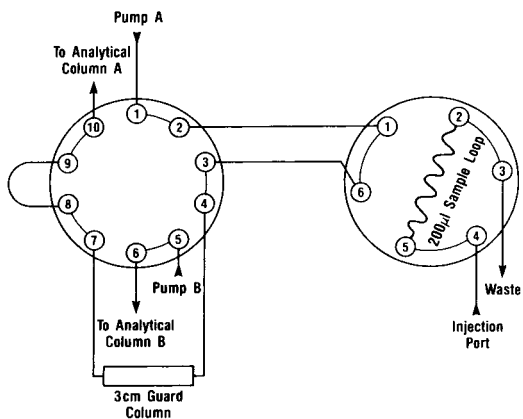 Pump A
To Analytical
Column A
1
2
3
4
5
6
7
8
9
10
Pump B
To Analytical
Column B
3cm Guard
Column
1
2
3
4
5
6
200µl Sample Loop
Waste
Injection
Port